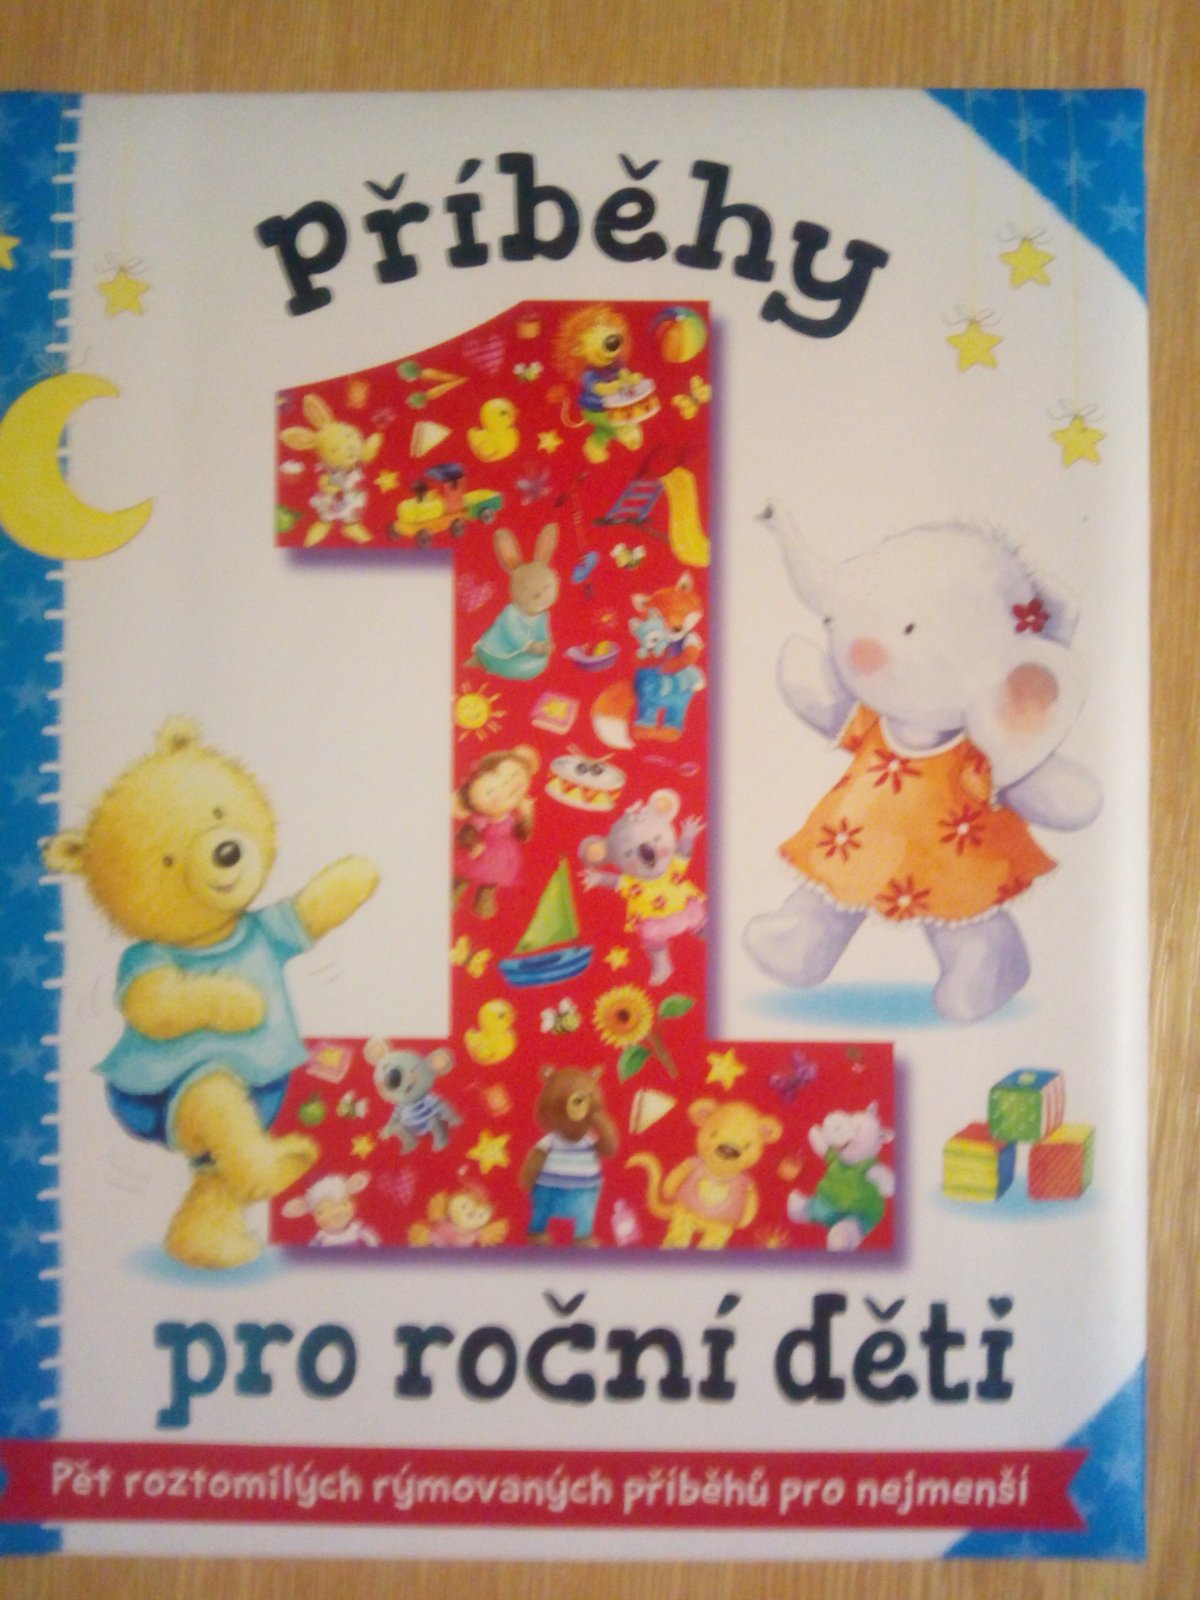 příběhy
1
pro roční děti
Pět roztomilých rýmovaných příběhů pro nejmenší